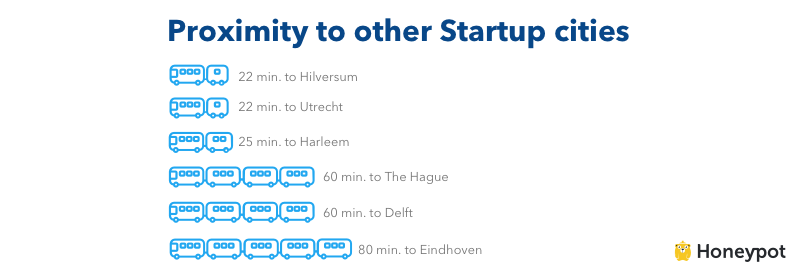 Proximity to other Startup cities
22 min. to Hilversum
22 min. to Utrecht
25 min. to Harleem
60 min. to The Hague
60 min. to Delft
80 min. to Eindhoven
Honeypot